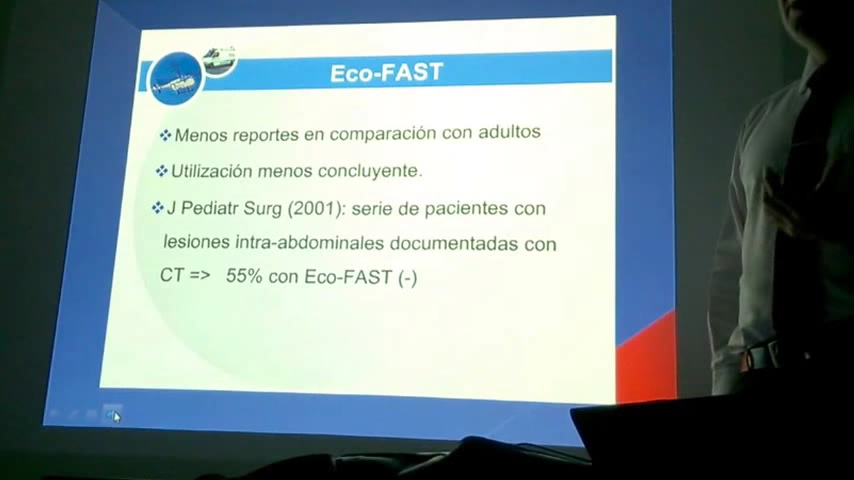 Eco-FAST
Menos reportes en comparación con adultos
Utilización menos concluyente.
J Pediatr Surg (2001): serie de pacientes con
lesiones intra-abdominales documentadas con
CT => 55% con Eco-FAST (-)